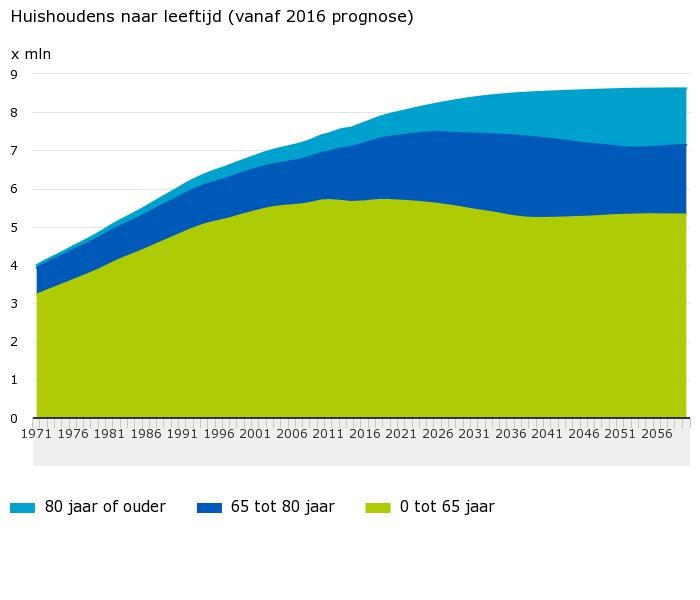 Huishoudens naar leeftijd (vanaf 2016 prognose)
x mln
9
8
7
6
5
4
3
2
1
0
1971 1976 1981 1986 1991 1996 2001 2006 2011 2016 2021 2026 2031 2036 2041 2046 2051 2056
80 jaar of ouder 65 tot 80 jaar 0 tot 65 jaar